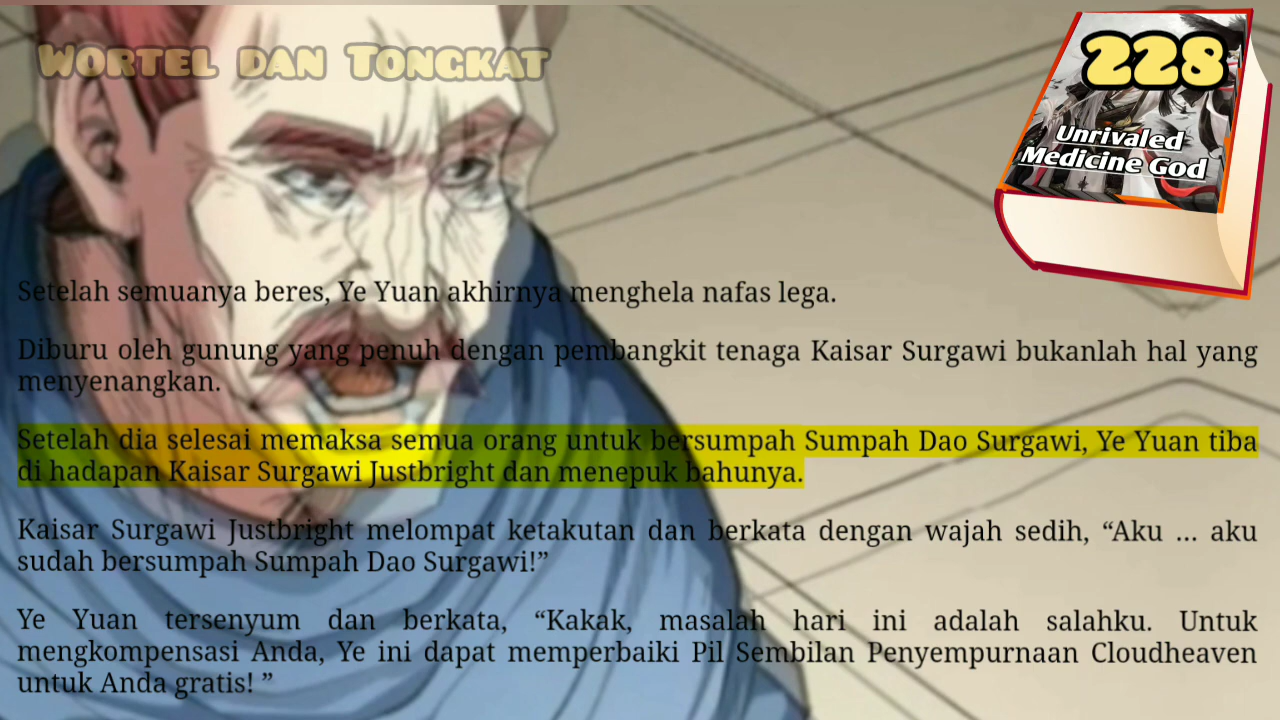 Wortel dan Tongkat
228
Unrivaled
Medicine God
Setelah semuanya beres, Ye Yuan akhirnya menghela nafas lega.
Diburu oleh gunung yang penuh dengan pembangkit tenaga Kaisar Surgawi bukanlah hal yang
menyenangkan.
Setelah dia selesai memaksa semua orang untuk bersumpah Sumpah Dao Surgawi, Ye Yuan tiba
di hadapan Kaisar Surgawi Justbright dan menepuk bahunya.
Kaisar Surgawi Justbright melompat ketakutan dan berkata dengan wajah sedih, “Aku ... aku
sudah bersumpah Sumpah Dao Surgawi!”
Ye Yuan tersenyum dan berkata, “Kakak, masalah hari ini adalah salahku. Untuk
mengkompensasi Anda, Ye ini dapat memperbaiki Pil Sembilan Penyempurnaan Cloudheaven
untuk Anda gratis! ”